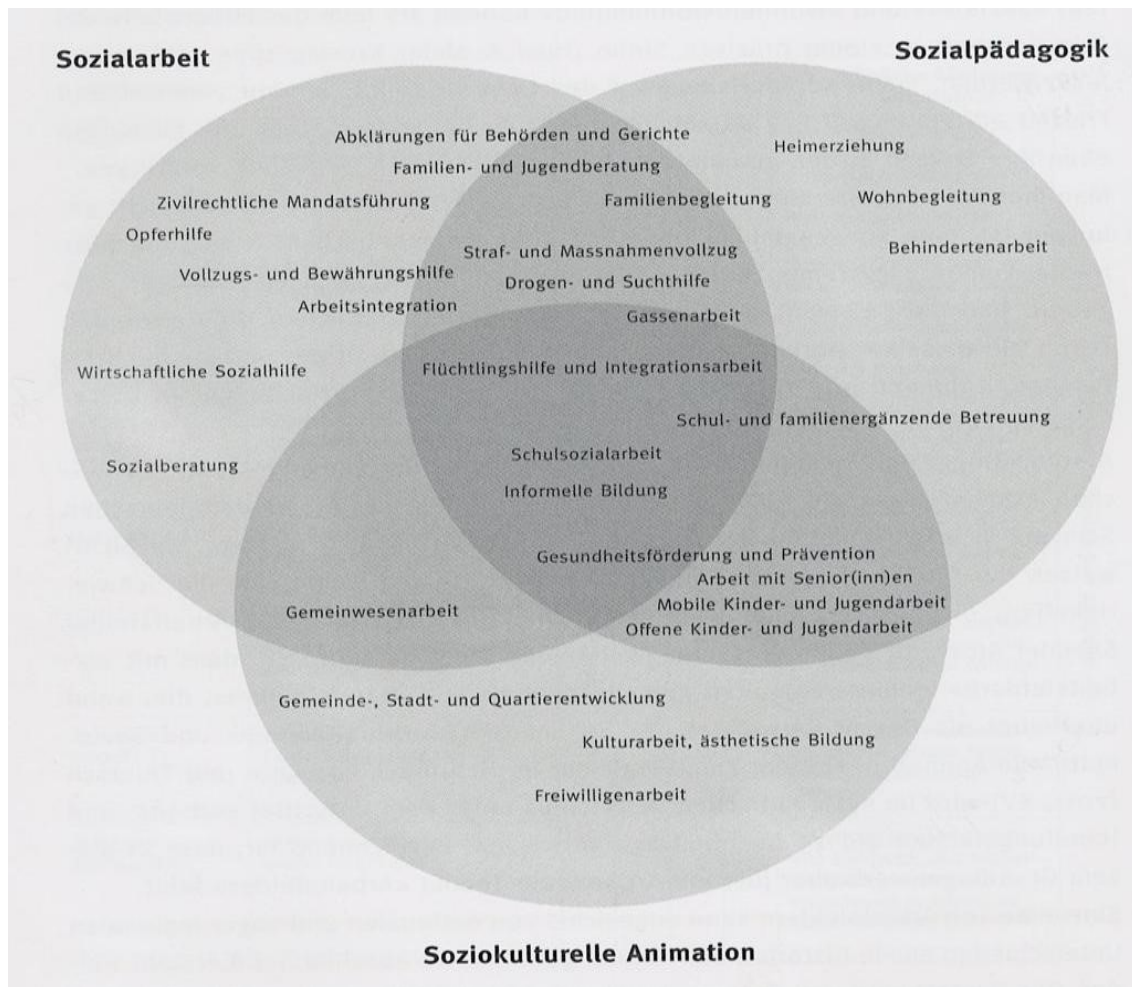 Sozialarbeit
Sozialpädagogik
Abklärungen für Behörden und Gerichte
Heimerziehung
Familien- und Jugendberatung
Zivilrechtliche Mandatsführung
Familienbegleitung
Wohnbegleitung
Opferhilfe
Straf- und Massnahmenvollzug
Behindertenarbeit
Vollzugs- und Bewährungshilfe
Drogen- und Suchthilfe
Arbeitsintegration
Gassenarbeit
Wirtschaftliche Sozialhilfe
Flüchtlingshilfe und Integrationsarbeit
Schul- und familienergänzende Betreuung
Schulsozialarbeit
Sozialberatung
Informelle Bildung
Gesundheitsförderung und Prävention
Arbeit mit Senior(inn)en
Mobile Kinder- und Jugendarbeit
Gemeinwesenarbeit
Offene Kinder- und Jugendarbeit
Gemeinde-, Stadt- und Quartierentwicklung
Kulturarbeit, ästhetische Bildung
Freiwilligenarbeit
Soziokulturelle Animation